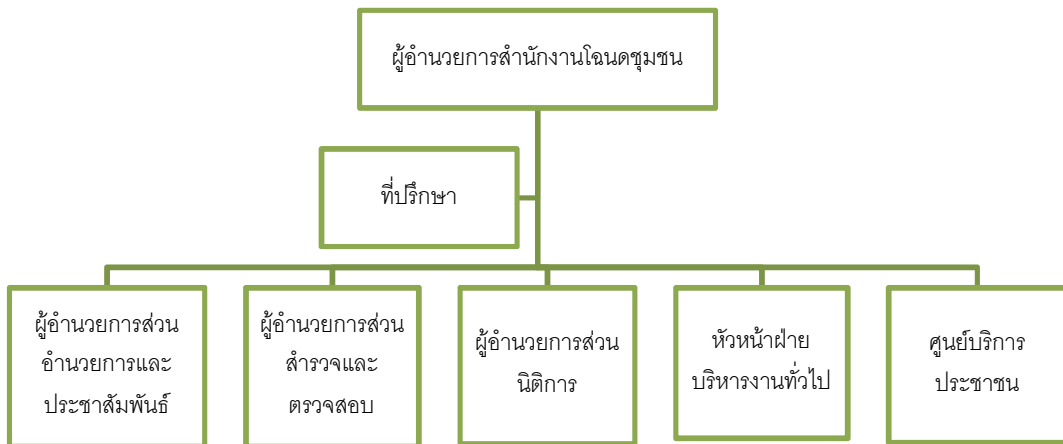 ผู้อำนวยการสำนักงานโฉนดชุมชน
ที่ปรึกษา
ผู้อำนวยการส่วน
อำนวยการและ
ประชาสัมพันธ์
ผู้อำนวยการส่วน
สำรวจและ
ตรวจสอบ
ผู้อำนวยการส่วน
นิติการ
หัวหน้าฝ่าย
บริหารงานทั่วไป
ศูนย์บริการ
ประชาชน